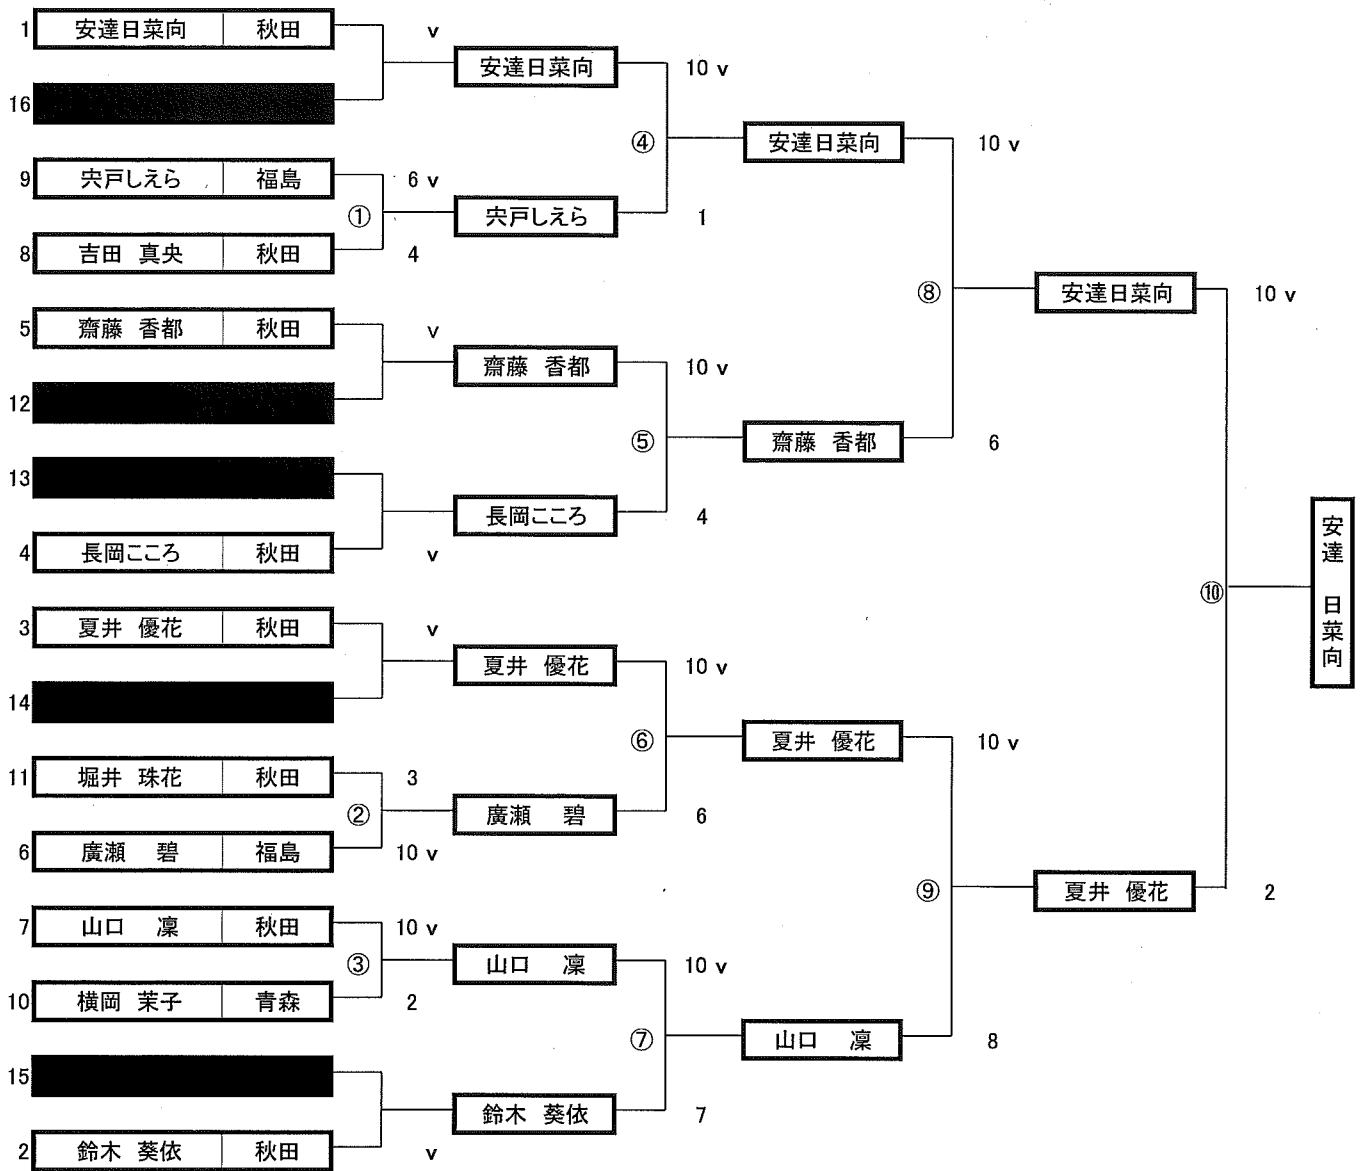 1 安達日菜向 秋田 v
安達日菜向 10 v
16
④ 安達日菜向 10 v
9 宍戸しえら 福島 6 v
① 宍戸しえら 1
8 吉田 真央 秋田 4
⑧ 安達日菜向 10 v
5 齋藤 香都 秋田 v
齋藤 香都 10 v
12
⑤ 齋藤 香都 6
13
長岡こころ 4
4 長岡こころ 秋田 v
⑩ 安達 日菜向
3 夏井 優花 秋田 v
夏井 優花 10 v
14
⑥ 夏井 優花 10 v
11 堀井 珠花 秋田 3
② 廣瀬 碧 6
6 廣瀬 碧 福島 10 v
⑨ 夏井 優花 2
7 山口 凜 秋田 10 v
③ 山口 凜 10 v
10 横岡 茉子 青森 2
⑦ 山口 凜 8
15
鈴木 葵依 7
2 鈴木 葵依 秋田 v